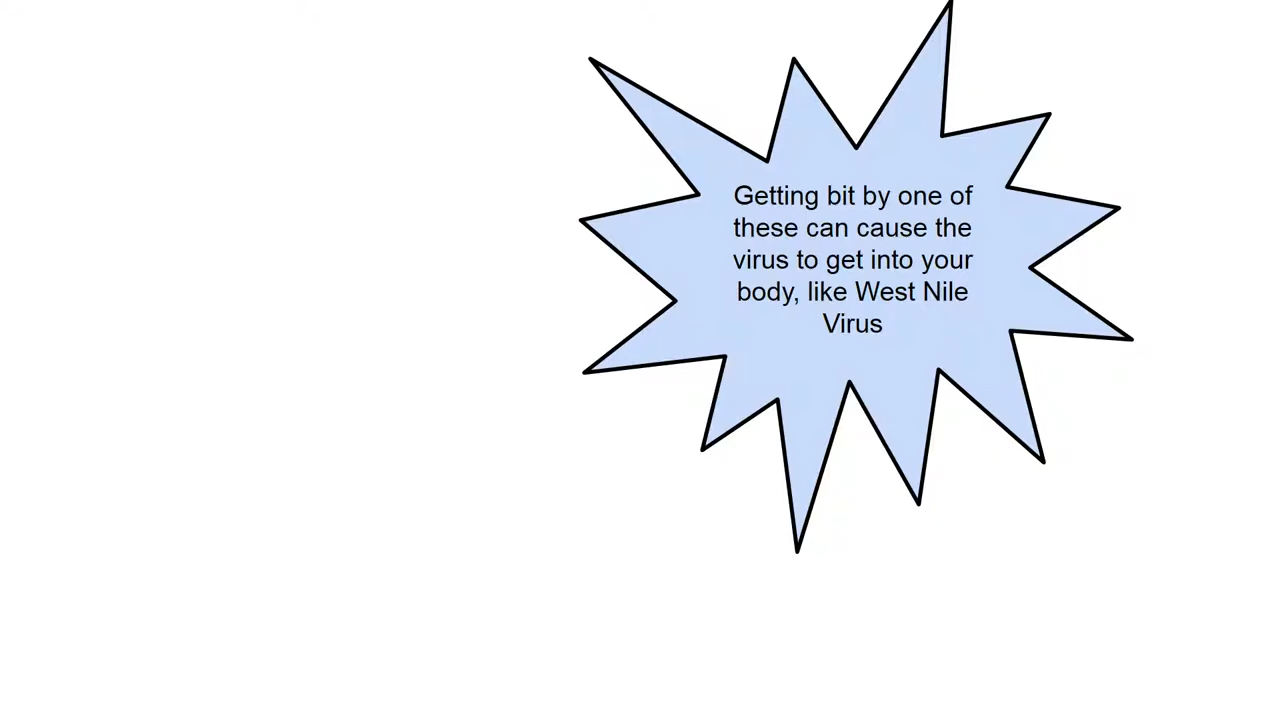 Getting bit by one of
these can cause the
virus to get into your
body, like West Nile
Virus